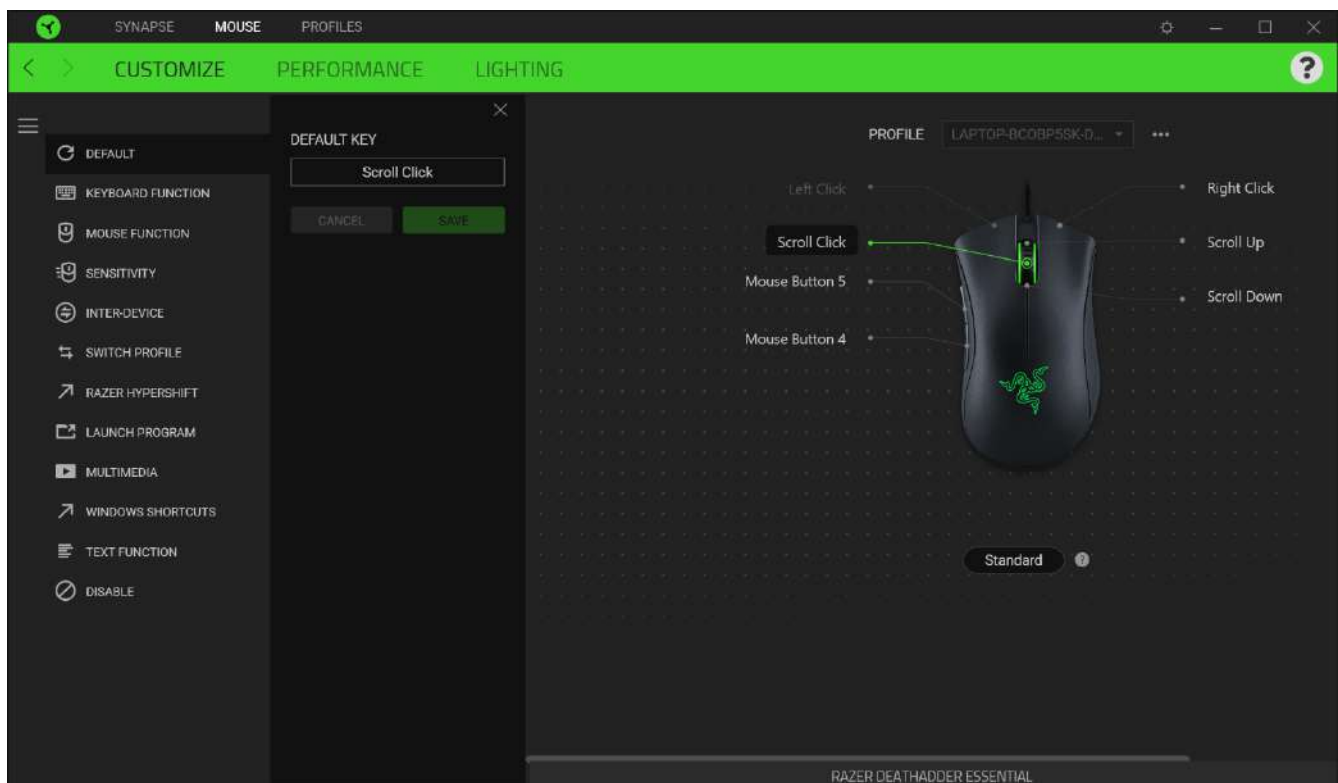 SYNAPSE MOUSE PROFILES
CUSTOMIZE PERFORMANCE LIGHTING ?
DEFAULT
KEYBOARD FUNCTION
MOUSE FUNCTION
SENSITIVITY
INTER-DEVICE
SWITCH PROFILE
RAZER HYPERSHIFT
LAUNCH PROGRAM
MULTIMEDIA
WINDOWS SHORTCUTS
TEXT FUNCTION
DISABLE
DEFAULT KEY
Scroll Click
CANCEL SAVE
PROFILE LAPTOP-BCOBP5SK-D...
Left Click Right Click
Scroll Click Scroll Up
Mouse Button 5 Scroll Down
Mouse Button 4
Standard ?
RAZER DEATHADDER ESSENTIAL